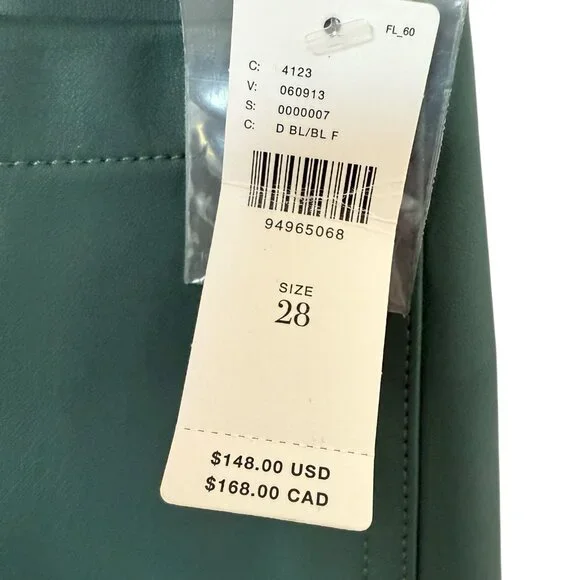 FL_60
C: 4123
V: 060913
S: 0000007
C: D BL/BL F
94965068
SIZE
28
$148.00 USD
$168.00 CAD